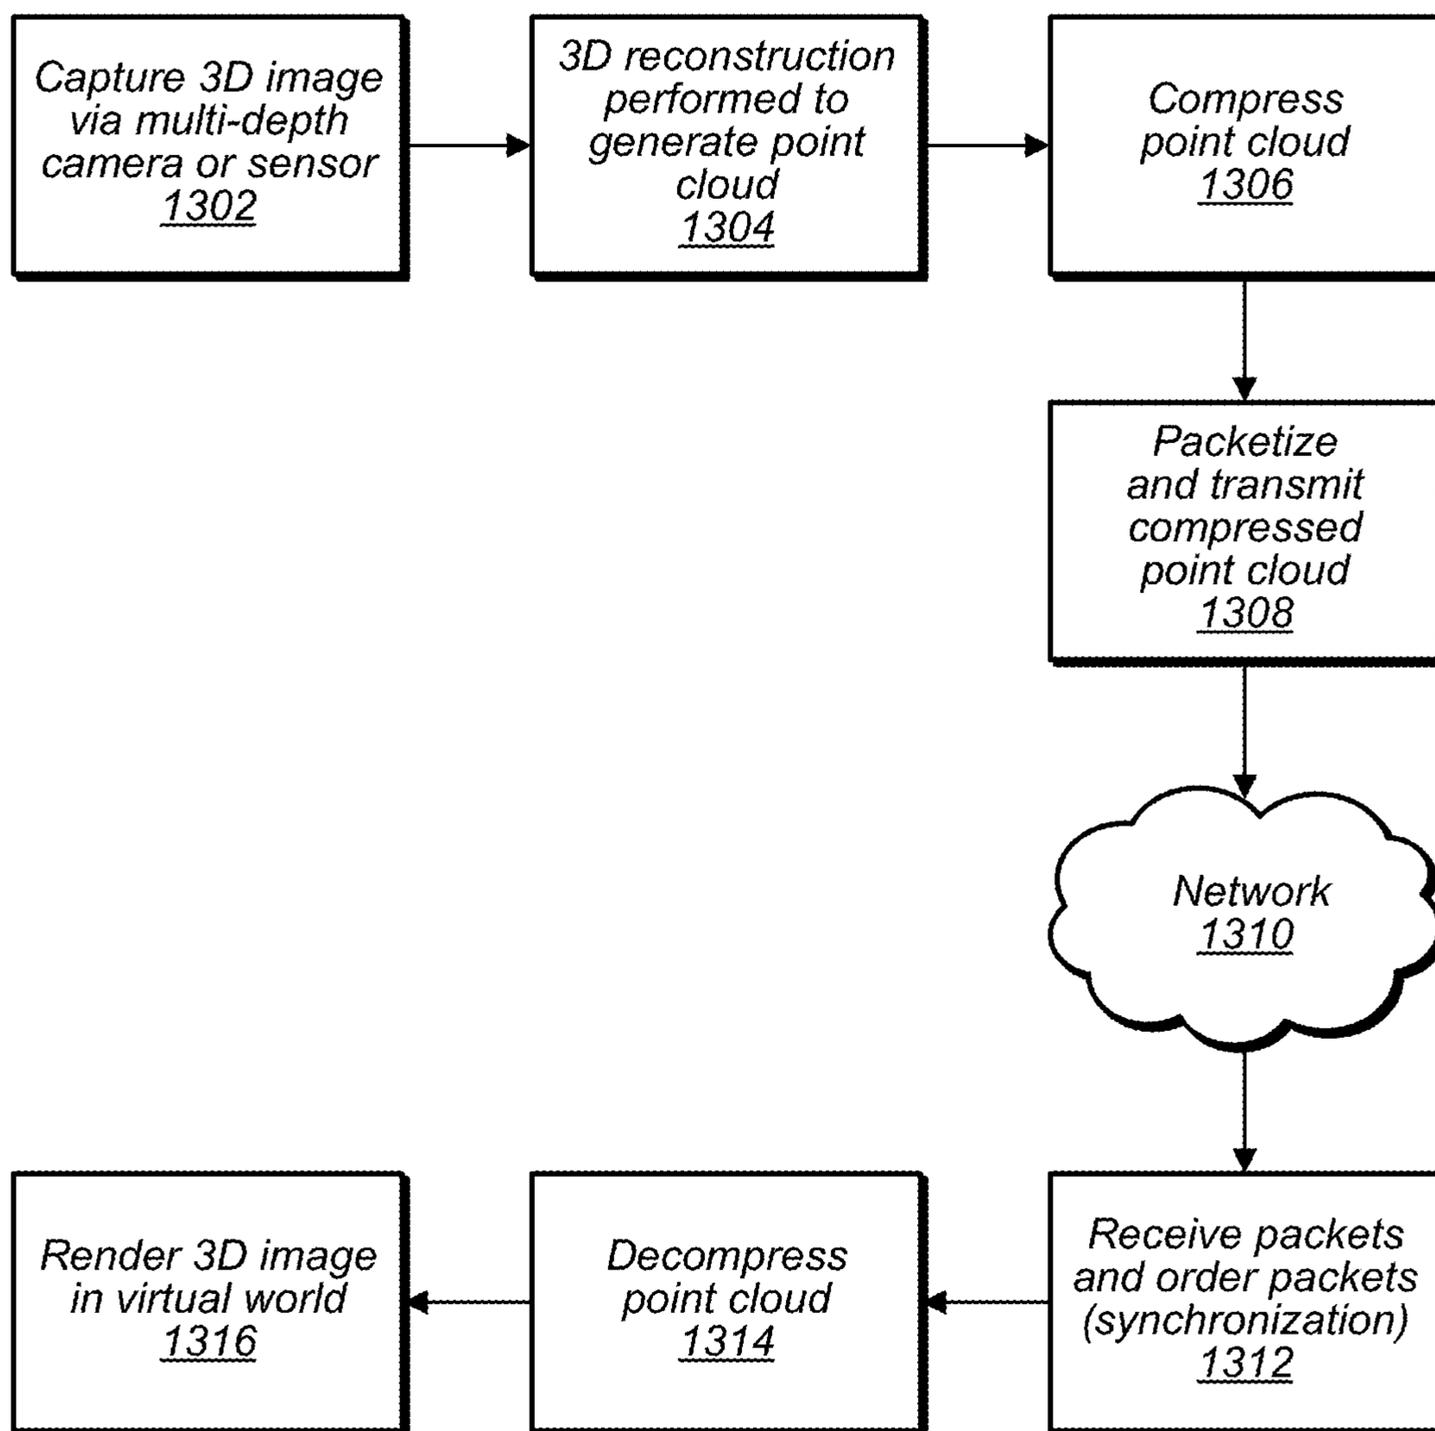 Capture 3D image
via multi-depth
camera or sensor
1302
3D reconstruction
performed to
generate point
cloud
1304
Compress
point cloud
1306
Packetize
and transmit
compressed
point cloud
1308
Network
1310
Receive packets
and order packets
(synchronization)
1312
Decompress
point cloud
1314
Render 3D image
in virtual world
1316